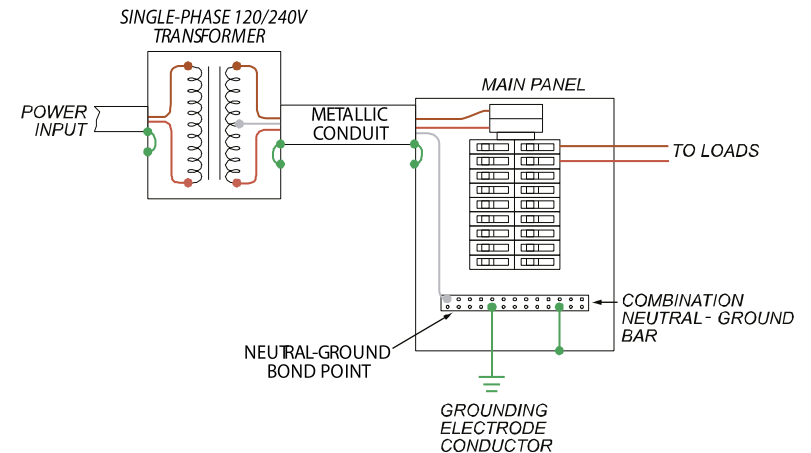 SINGLE-PHASE 120/240V
TRANSFORMER
POWER
INPUT
METALLIC
CONDUIT
MAIN PANEL
TO LOADS
COMBINATION
NEUTRAL- GROUND
BAR
NEUTRAL-GROUND
BOND POINT
GROUNDING
ELECTRODE
CONDUCTOR